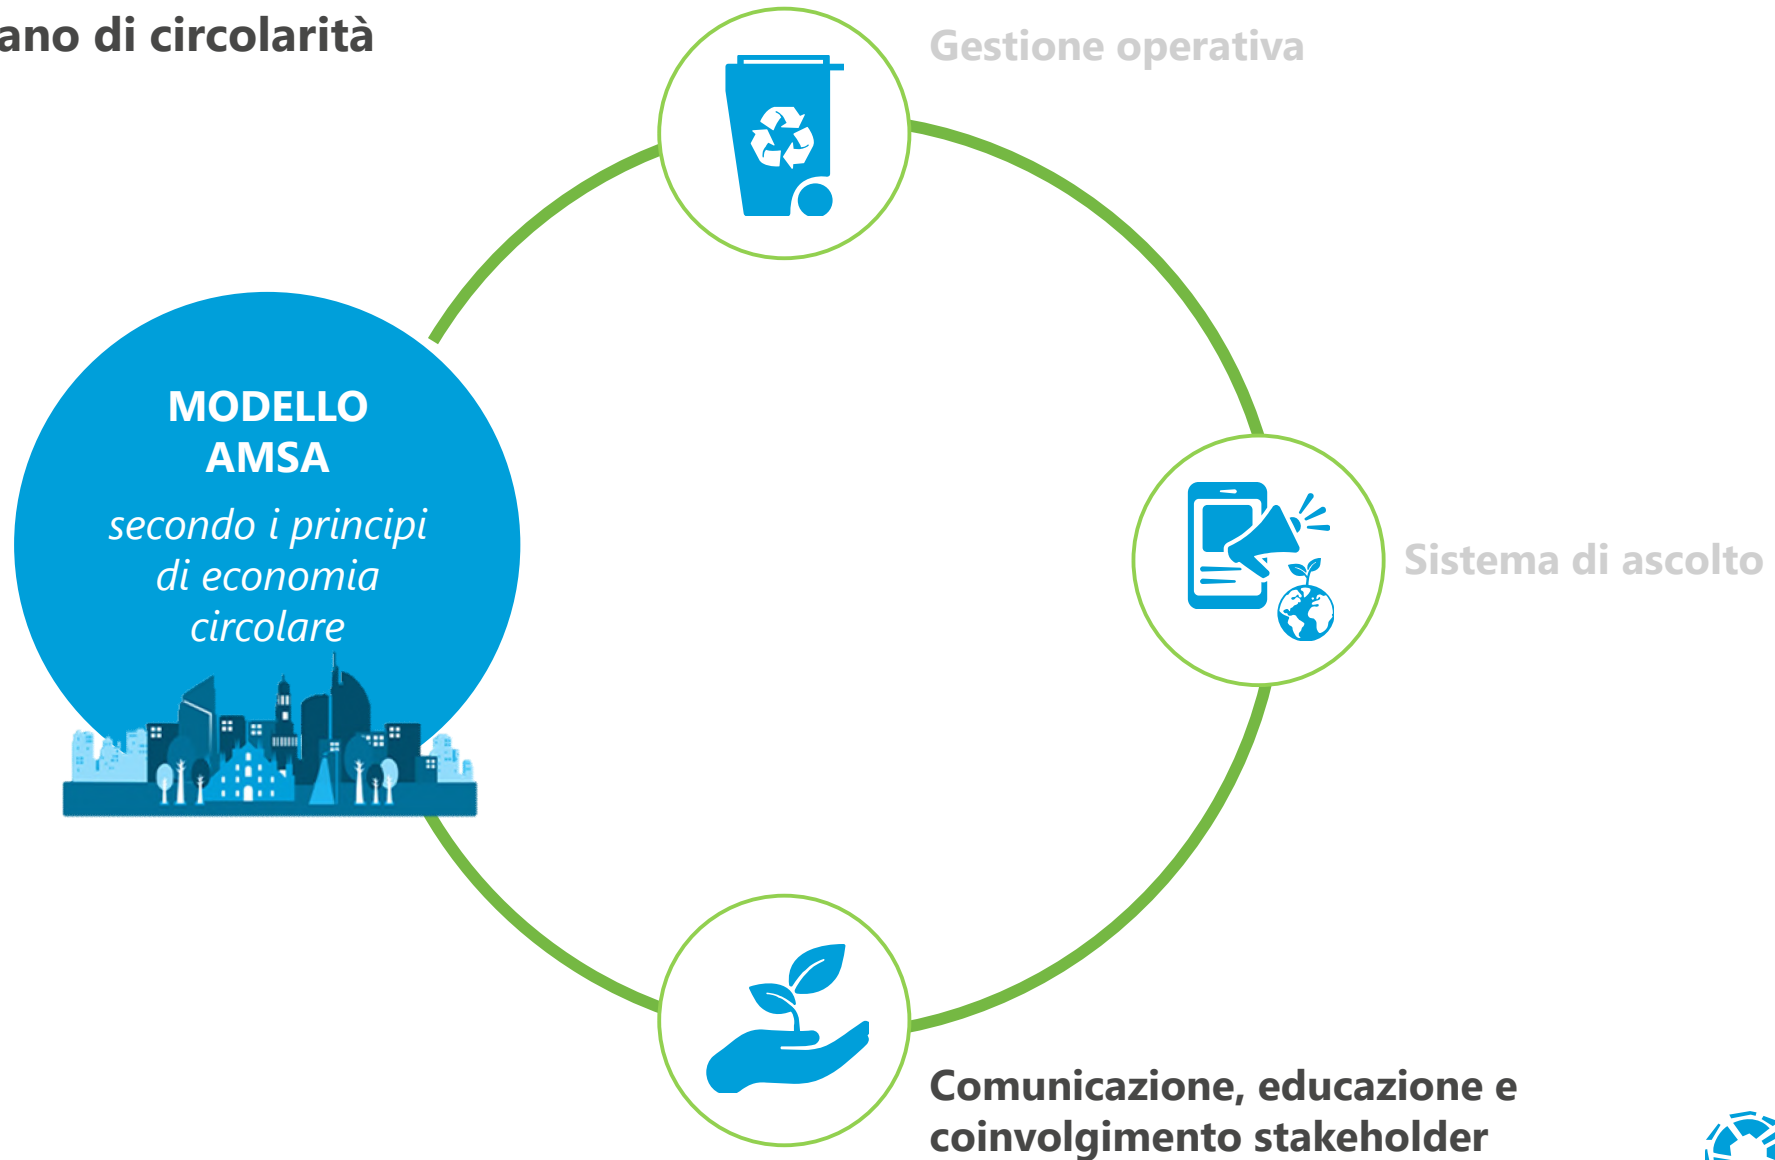 ano di circolarità
Gestione operativa
MODELLO
AMSA
secondo i principi
di economia
circolare
Sistema di ascolto
Comunicazione, educazione e
coinvolgimento stakeholder